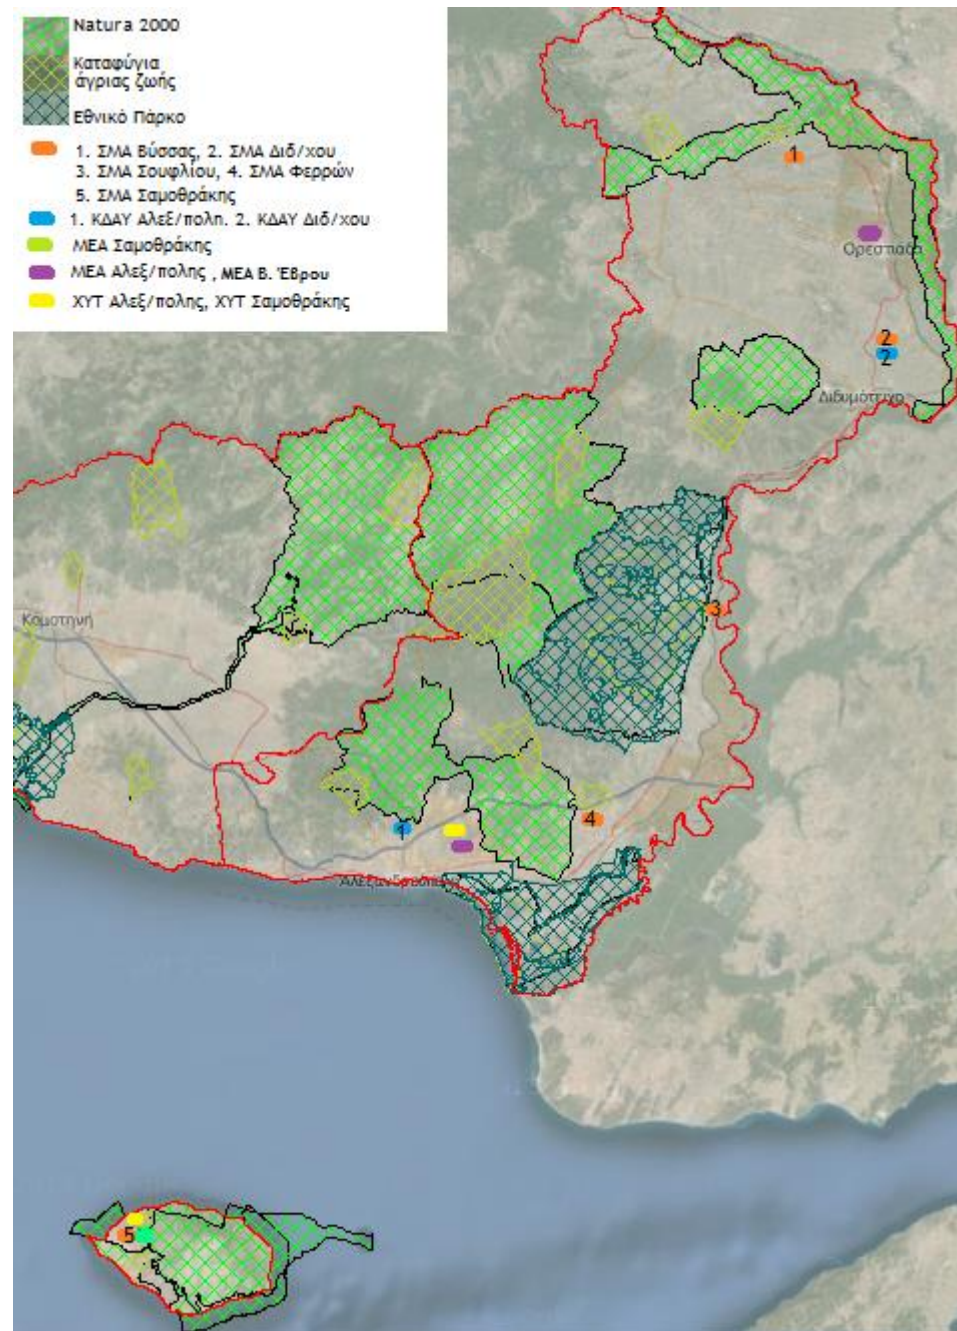 Natura 2000
Καταφύγια
άγριας ζωής
Εθνικό Πάρκο
1. ΣΜΑ Βύσσας, 2. ΣΜΑ Διδ/χου
3. ΣΜΑ Σουφλίου, 4. ΣΜΑ Φερρών
5. ΣΜΑ Σαμοθράκης
1. ΚΔΑΥ Αλεξ/πολη. 2. ΚΔΑΥ Διδ/χου
ΜΕΑ Σαμοθράκης
ΜΕΑ Αλεξ/πολης , ΜΕΑ Β. Έβρου
ΧΥΤ Αλεξ/πολης, ΧΥΤ Σαμοθράκης
1
Ορεστιάδα
2
2
Διδυμότειχο
3
Κομοτηνή
4
1
Αλεξανδρούπολη
5